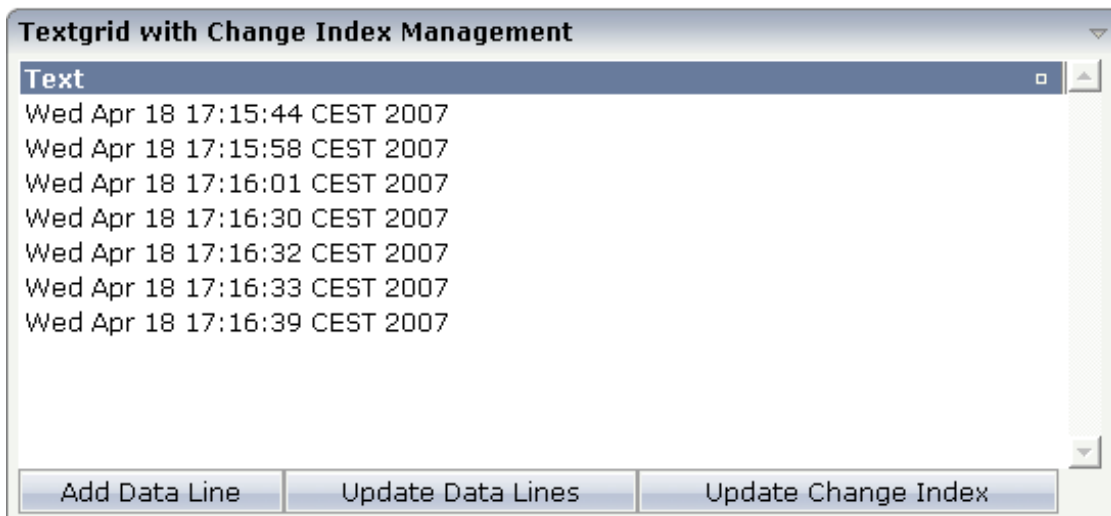 Textgrid with Change Index Management
Text
Wed Apr 18 17:15:44 CEST 2007
Wed Apr 18 17:15:58 CEST 2007
Wed Apr 18 17:16:01 CEST 2007
Wed Apr 18 17:16:30 CEST 2007
Wed Apr 18 17:16:32 CEST 2007
Wed Apr 18 17:16:33 CEST 2007
Wed Apr 18 17:16:39 CEST 2007
Add Data Line Update Data Lines Update Change Index